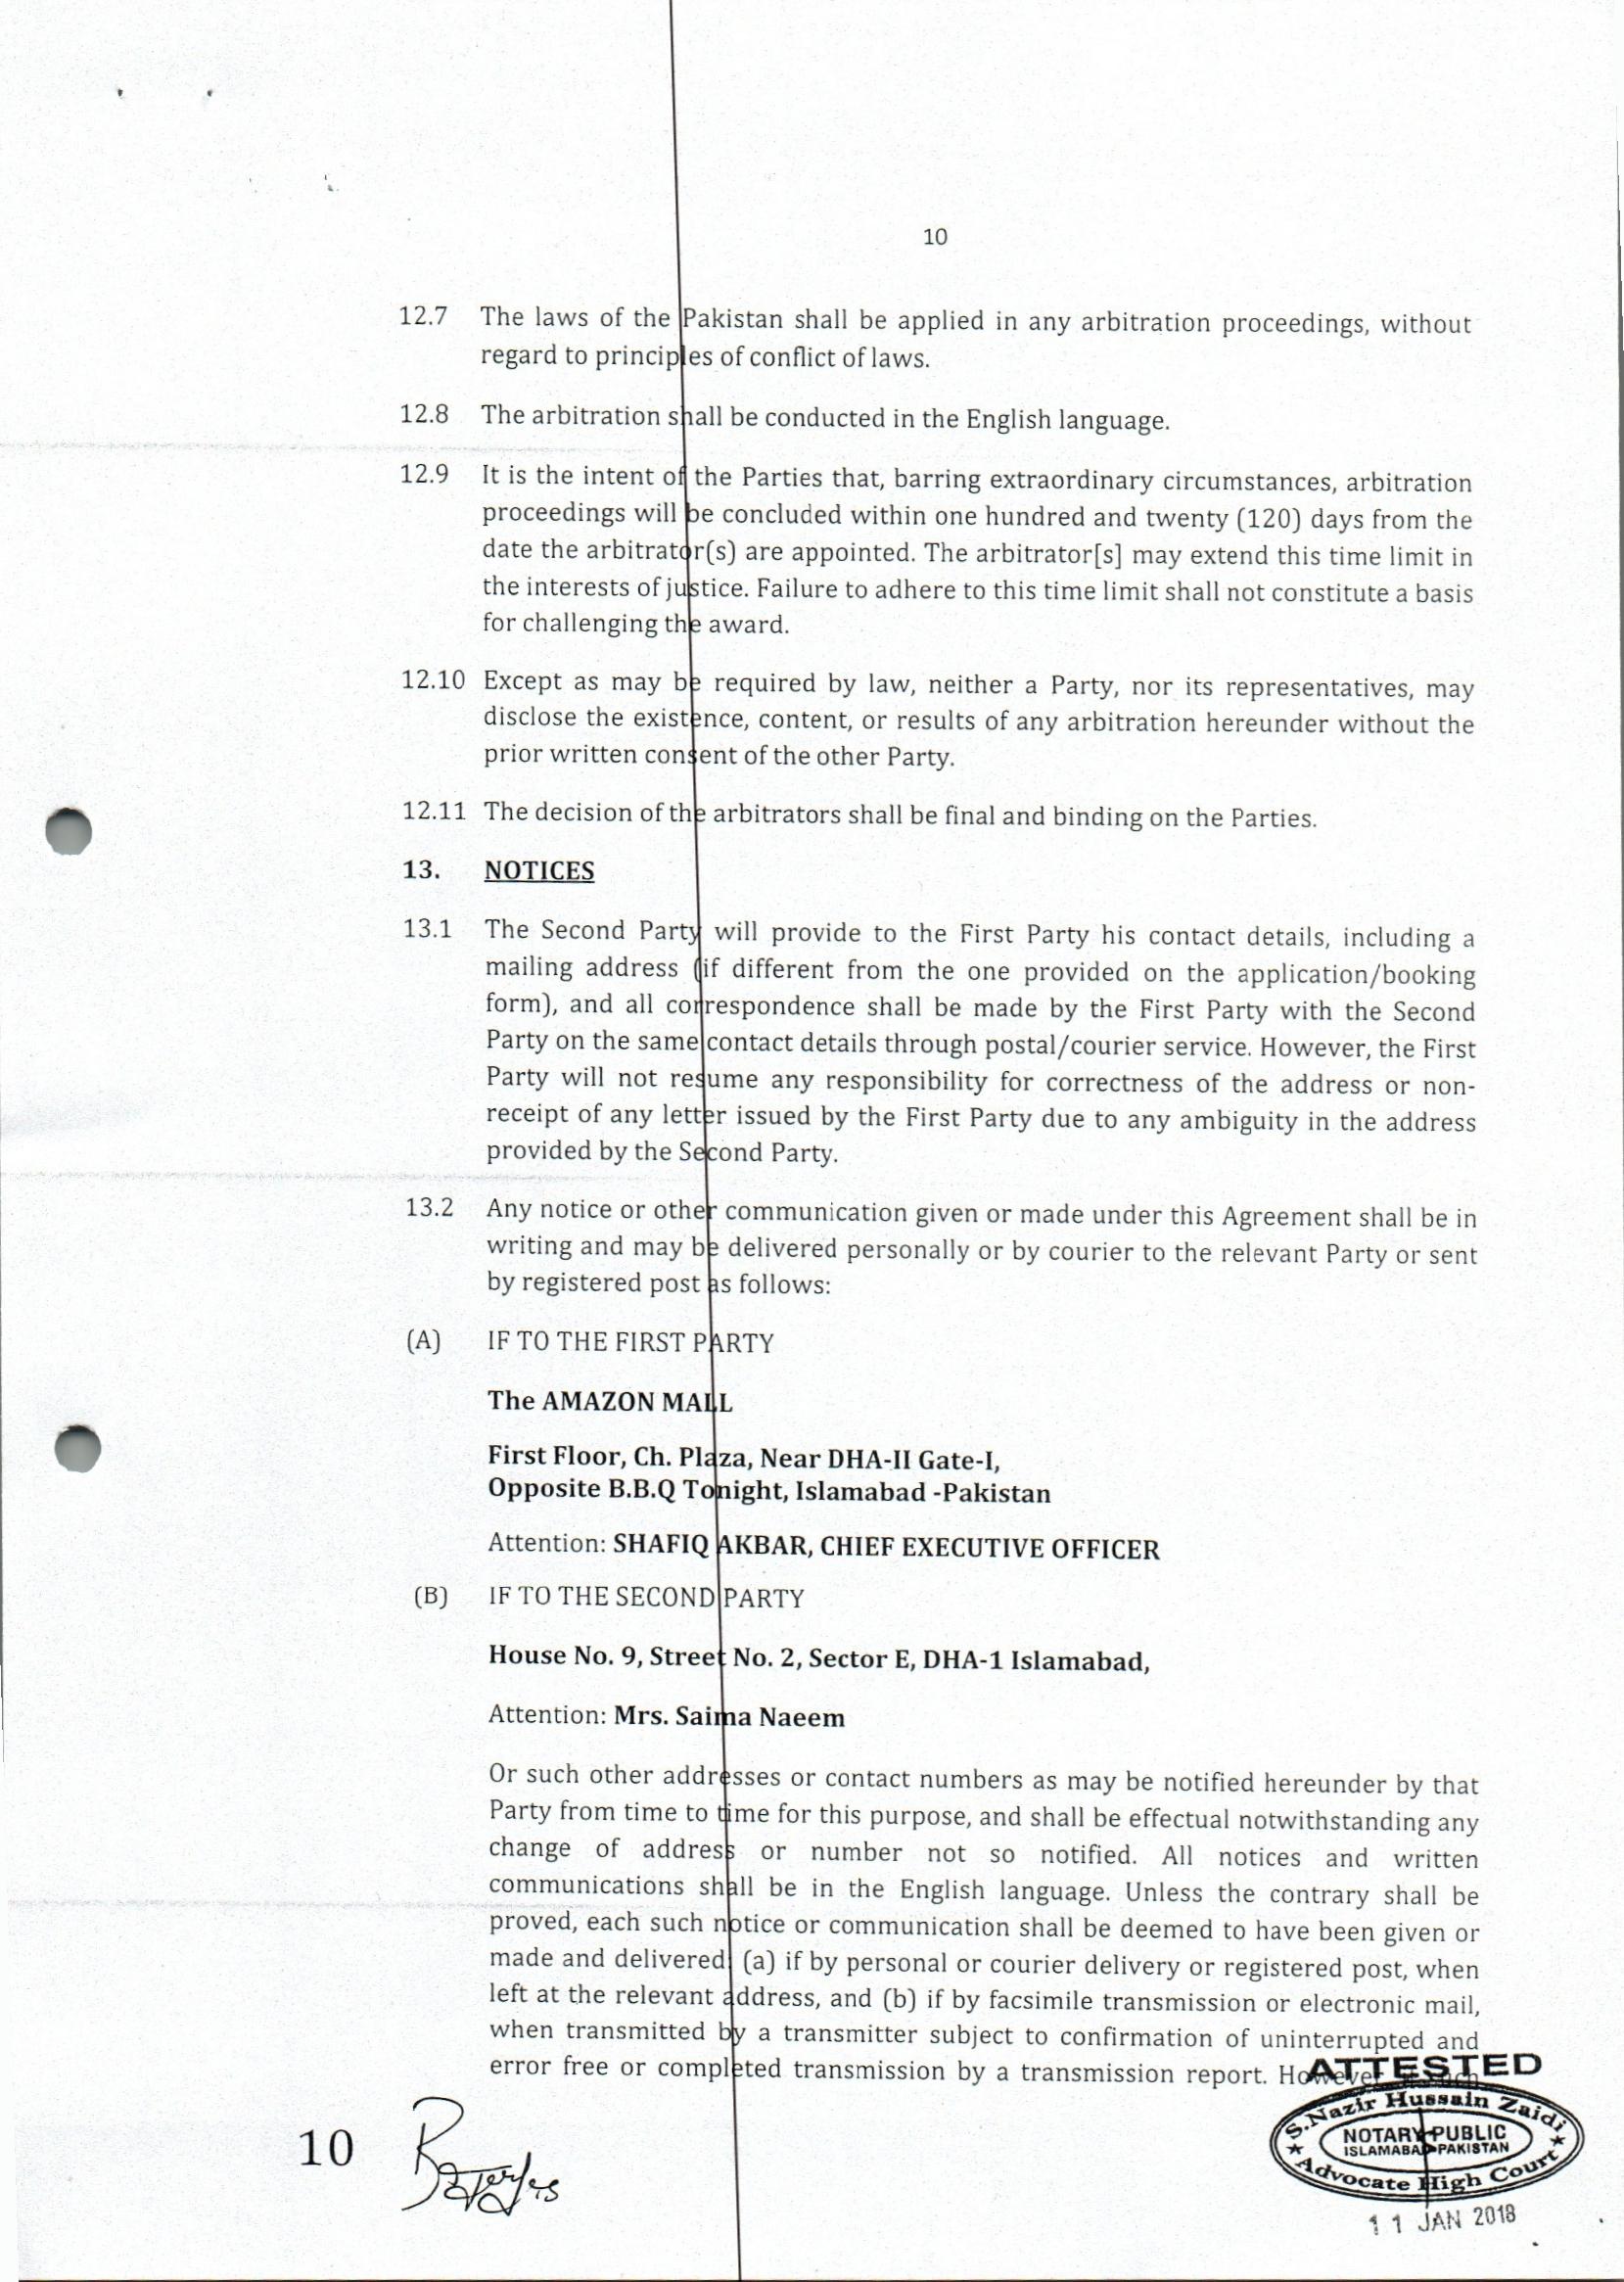 10
12.7 The laws of the Pakistan shall be applied in any arbitration proceedings, without
regard to principles of conflict of laws.
12.8 The arbitration shall be conducted in the English language.
12.9 It is the intent of the Parties that, barring extraordinary circumstances, arbitration
proceedings will be concluded within one hundred and twenty (120) days from the
date the arbitrator(s) are appointed. The arbitrator[s] may extend this time limit in
the interests of justice. Failure to adhere to this time limit shall not constitute a basis
for challenging the award.
12.10 Except as may be required by law, neither a Party, nor its representatives, may
disclose the existence, content, or results of any arbitration hereunder without the
prior written consent of the other Party.
12.11 The decision of the arbitrators shall be final and binding on the Parties.
13. NOTICES
13.1 The Second Party will provide to the First Party his contact details, including a
mailing address (if different from the one provided on the application/booking
form), and all correspondence shall be made by the First Party with the Second
Party on the same contact details through postal/courier service. However, the First
Party will not resume any responsibility for correctness of the address or non-
receipt of any letter issued by the First Party due to any ambiguity in the address
provided by the Second Party.
13.2 Any notice or other communication given or made under this Agreement shall be in
writing and may be delivered personally or by courier to the relevant Party or sent
by registered post as follows:
(A) IF TO THE FIRST PARTY
The AMAZON MALL
First Floor, Ch. Plaza, Near DHA-II Gate-I,
Opposite B.B.Q Tonight, Islamabad -Pakistan
Attention: SHAFIQ AKBAR, CHIEF EXECUTIVE OFFICER
(B) IF TO THE SECOND PARTY
House No. 9, Street No. 2, Sector E, DHA-1 Islamabad,
Attention: Mrs. Saima Naeem
Or such other addresses or contact numbers as may be notified hereunder by that
Party from time to time for this purpose, and shall be effectual notwithstanding any
change of address or number not so notified. All notices and written
communications shall be in the English language. Unless the contrary shall be
proved, each such notice or communication shall be deemed to have been given or
made and delivered (a) if by personal or courier delivery or registered post, when
left at the relevant address, and (b) if by facsimile transmission or electronic mail,
when transmitted by a transmitter subject to confirmation of uninterrupted and
error free or completed transmission by a transmission report. However
ATTESTED
S.Nazir Hussain Zaidi
NOTARY PUBLIC
ISLAMABAD PAKISTAN
Advocate High Court
11 JAN 2018
10